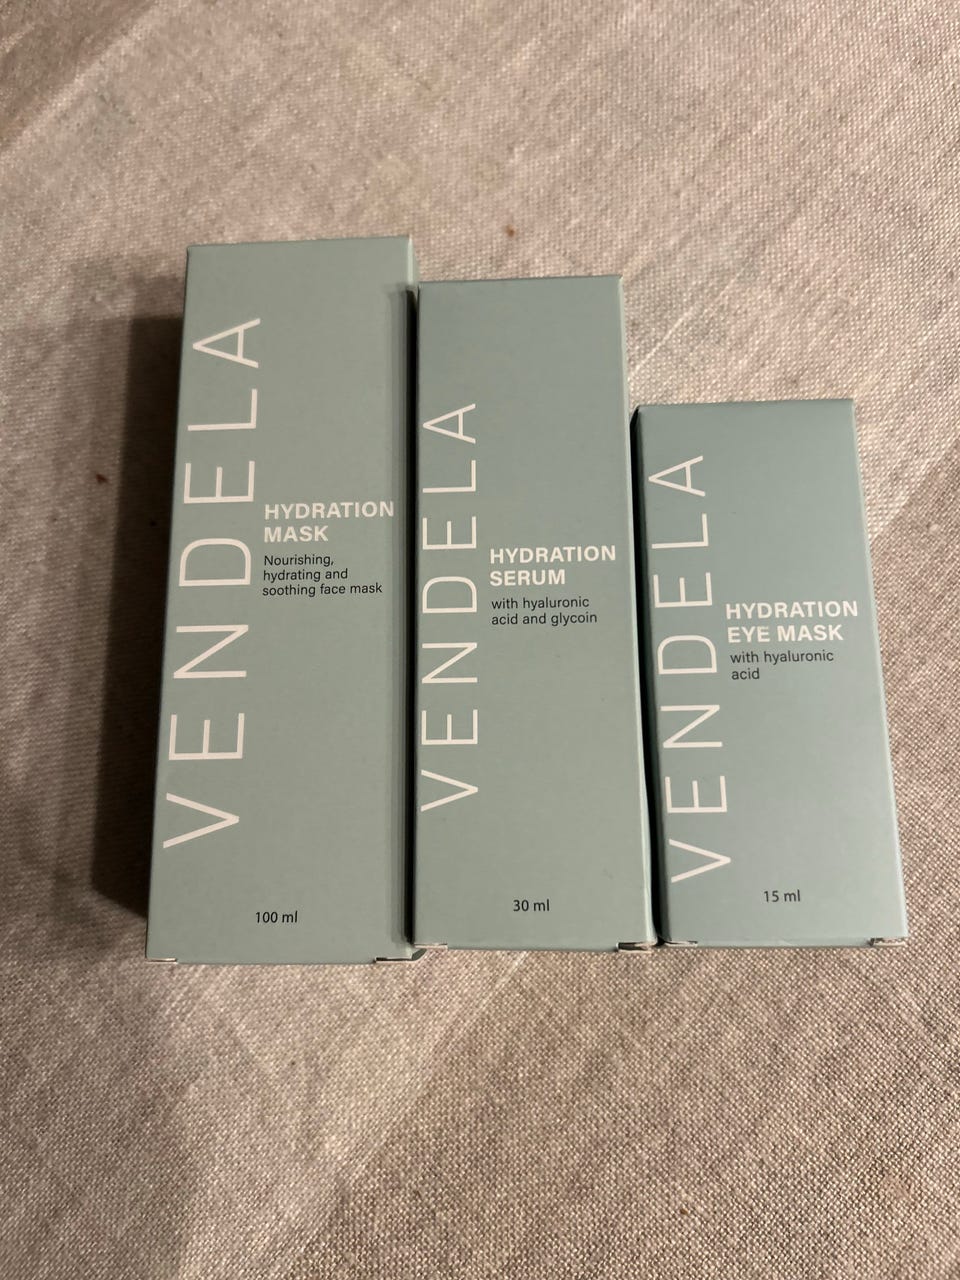 VENDELA
HYDRATION
MASK
Nourishing,
hydrating and
soothing face mask
100 ml
VENDELA
HYDRATION
SERUM
with hyaluronic
acid and glycoin
30 ml
VENDELA
HYDRATION
EYE MASK
with hyaluronic
acid
15 ml